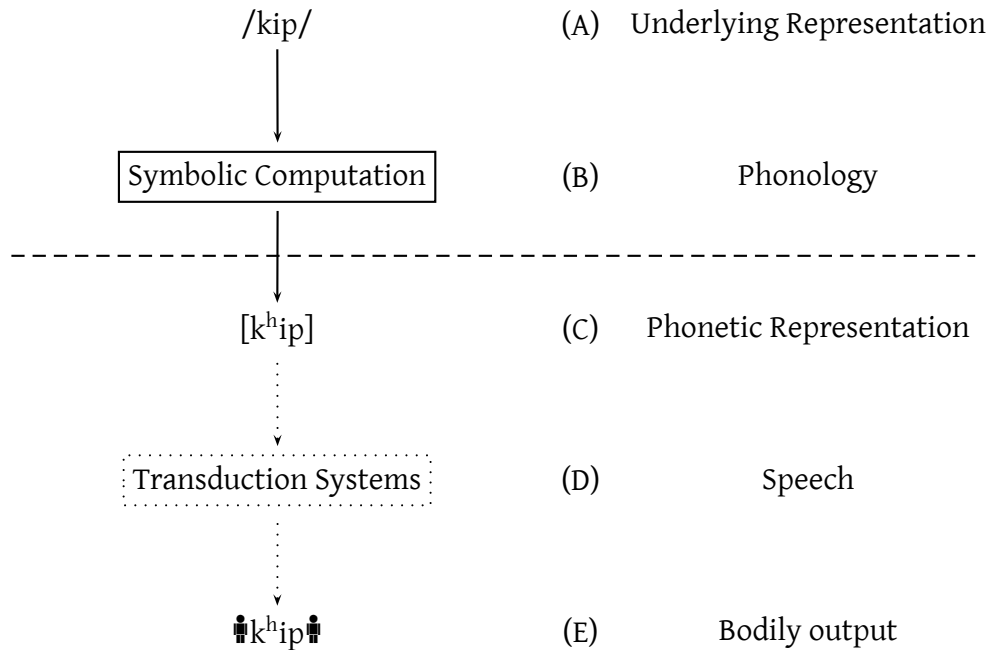 /kip/ (A) Underlying Representation
Symbolic Computation (B) Phonology
[kʰip] (C) Phonetic Representation
Transduction Systems (D) Speech
kʰip (E) Bodily output